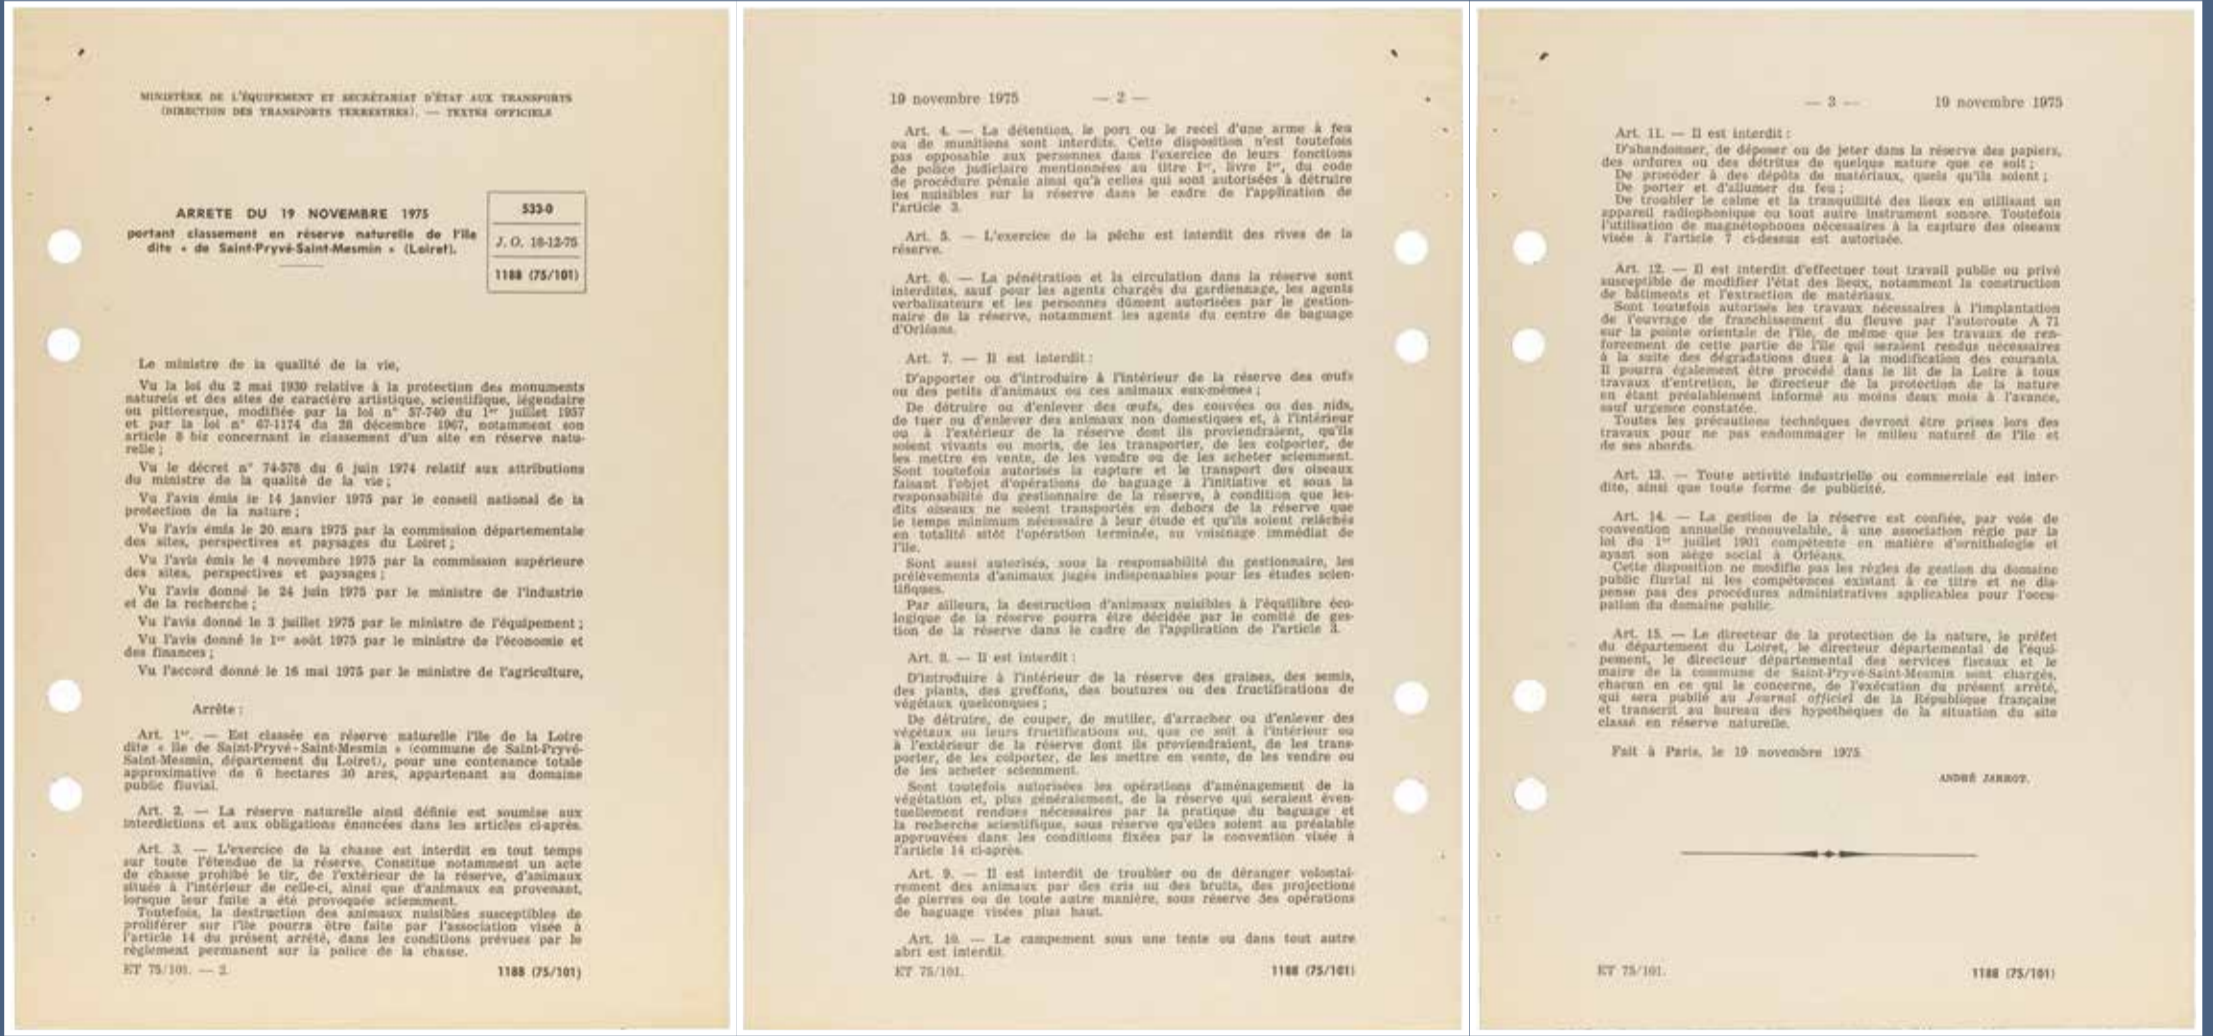 MINISTÈRE DE L'ÉQUIPEMENT ET SECRÉTARIAT D'ÉTAT AUX TRANSPORTS
(DIRECTION DES TRANSPORTS TERRESTRES). — TEXTES OFFICIELS
ARRETE DU 19 NOVEMBRE 1975
portant classement en réserve naturelle de l'île
dite « de Saint-Pryvé-Saint-Mesmin » (Loiret).
533-0
J. O. 18-12-75
1188 (75/101)
Le ministre de la qualité de la vie,
Vu la loi du 2 mai 1930 relative à la protection des monuments
naturels et des sites de caractère artistique, scientifique, légendaire
ou pittoresque, modifiée par la loi n° 57-740 du 1er juillet 1957
et par la loi n° 67-1174 du 28 décembre 1967, notamment son
article 8 bis concernant le classement d'un site en réserve natu-
relle ;
Vu le décret n° 74-578 du 6 juin 1974 relatif aux attributions
du ministre de la qualité de la vie ;
Vu l'avis émis le 14 janvier 1975 par le conseil national de la
protection de la nature ;
Vu l'avis émis le 20 mars 1975 par la commission départementale
des sites, perspectives et paysages du Loiret ;
Vu l'avis émis le 4 novembre 1975 par la commission supérieure
des sites, perspectives et paysages ;
Vu l'avis donné le 24 juin 1975 par le ministre de l'industrie
et de la recherche ;
Vu l'avis donné le 3 juillet 1975 par le ministre de l'équipement ;
Vu l'avis donné le 1er août 1975 par le ministre de l'économie et
des finances ;
Vu l'accord donné le 16 mai 1975 par le ministre de l'agriculture,
Arrête :
Art. 1er. — Est classée en réserve naturelle l'île de la Loire
dite « île de Saint-Pryvé-Saint-Mesmin » (commune de Saint-Pryvé-
Saint-Mesmin, département du Loiret), pour une contenance totale
approximative de 6 hectares 30 ares, appartenant au domaine
public fluvial.
Art. 2. — La réserve naturelle ainsi définie est soumise aux
interdictions et aux obligations énoncées dans les articles ci-après.
Art. 3. — L'exercice de la chasse est interdit en tout temps
sur toute l'étendue de la réserve. Constitue notamment un acte
de chasse prohibé le tir, de l'extérieur de la réserve, d'animaux
situés à l'intérieur de celle-ci, ainsi que d'animaux en provenant,
lorsque leur fuite a été provoquée sciemment.
Toutefois, la destruction des animaux nuisibles susceptibles de
proliférer sur l'île pourra être faite par l'association visée à
l'article 14 du présent arrêté, dans les conditions prévues par le
règlement permanent sur la police de la chasse.
ET 75/101. — 2
1188 (75/101)
19 novembre 1975 — 2 —
Art. 4. — La détention, le port ou le recel d'une arme à feu
ou de munitions sont interdits. Cette disposition n'est toutefois
pas opposable aux personnes dans l'exercice de leurs fonctions
de police judiciaire mentionnées au titre Ier, livre Ier, du code
de procédure pénale ainsi qu'à celles qui sont autorisées à détruire
les nuisibles sur la réserve dans le cadre de l'application de
l'article 3.
Art. 5. — L'exercice de la pêche est interdit des rives de la
réserve.
Art. 6. — La pénétration et la circulation dans la réserve sont
interdites, sauf pour les agents chargés du gardiennage, les agents
verbalisateurs et les personnes dûment autorisées par le gestion-
naire de la réserve, notamment les agents du centre de baguage
d'Orléans.
Art. 7. — Il est interdit :
D'apporter ou d'introduire à l'intérieur de la réserve des œufs
ou des petits d'animaux ou ces animaux eux-mêmes ;
De détruire ou d'enlever des œufs, des couvées ou des nids,
de tuer ou d'enlever des animaux non domestiques et, à l'intérieur
ou à l'extérieur de la réserve dont ils proviendraient, qu'ils
soient vivants ou morts, de les transporter, de les colporter, de
les mettre en vente, de les vendre ou de les acheter sciemment.
Sont toutefois autorisés la capture et le transport des oiseaux
faisant l'objet d'opérations de baguage à l'initiative et sous la
responsabilité du gestionnaire de la réserve, à condition que les-
dits oiseaux ne soient transportés en dehors de la réserve que
le temps minimum nécessaire à leur étude et qu'ils soient relâchés
en totalité sitôt l'opération terminée, au voisinage immédiat de
l'île.
Sont aussi autorisés, sous la responsabilité du gestionnaire, les
prélèvements d'animaux jugés indispensables pour les études scien-
tifiques.
Par ailleurs, la destruction d'animaux nuisibles à l'équilibre éco-
logique de la réserve pourra être décidée par le comité de ges-
tion de la réserve dans le cadre de l'application de l'article 3.
Art. 8. — Il est interdit :
D'introduire à l'intérieur de la réserve des graines, des semis,
des plants, des greffons, des boutures ou des fructifications de
végétaux quelconques ;
De détruire, de couper, de mutiler, d'arracher ou d'enlever des
végétaux ou leurs fructifications ou, que ce soit à l'intérieur ou
à l'extérieur de la réserve dont ils proviendraient, de les trans-
porter, de les colporter, de les mettre en vente, de les vendre ou
de les acheter sciemment.
Sont toutefois autorisées les opérations d'aménagement de la
végétation et, plus généralement, de la réserve qui seraient éven-
tuellement rendues nécessaires par la pratique du baguage et
la recherche scientifique, sous réserve qu'elles soient au préalable
approuvées dans les conditions fixées par la convention visée à
l'article 14 ci-après.
Art. 9. — Il est interdit de troubler ou de déranger volontai-
rement des animaux par des cris ou des bruits, des projections
de pierres ou de toute autre manière, sous réserve des opérations
de baguage visées plus haut.
Art. 10. — Le campement sous une tente ou dans tout autre
abri est interdit.
ET 75/101.
1188 (75/101)
— 3 — 19 novembre 1975
Art. 11. — Il est interdit :
D'abandonner, de déposer ou de jeter dans la réserve des papiers,
des ordures ou des détritus de quelque nature que ce soit ;
De procéder à des dépôts de matériaux, quels qu'ils soient ;
De porter et d'allumer du feu ;
De troubler le calme et la tranquillité des lieux en utilisant un
appareil radiophonique ou tout autre instrument sonore. Toutefois
l'utilisation de magnétophones nécessaires à la capture des oiseaux
visée à l'article 7 ci-dessus est autorisée.
Art. 12. — Il est interdit d'effectuer tout travail public ou privé
susceptible de modifier l'état des lieux, notamment la construction
de bâtiments et l'extraction de matériaux.
Sont toutefois autorisés les travaux nécessaires à l'implantation
de l'ouvrage de franchissement du fleuve par l'autoroute A 71
sur la pointe orientale de l'île, de même que les travaux de ren-
forcement de cette partie de l'île qui seraient rendus nécessaires
à la suite des dégradations dues à la modification des courants.
Il pourra également être procédé dans le lit de la Loire à tous
travaux d'entretien, le directeur de la protection de la nature
en étant préalablement informé au moins deux mois à l'avance,
sauf urgence constatée.
Toutes les précautions techniques devront être prises lors des
travaux pour ne pas endommager le milieu naturel de l'île et
de ses abords.
Art. 13. — Toute activité industrielle ou commerciale est inter-
dite, ainsi que toute forme de publicité.
Art. 14. — La gestion de la réserve est confiée, par voie de
convention annuelle renouvelable, à une association régie par la
loi du 1er juillet 1901 compétente en matière d'ornithologie et
ayant son siège social à Orléans.
Cette disposition ne modifie pas les règles de gestion du domaine
public fluvial ni les compétences existant à ce titre et ne dis-
pense pas des procédures administratives applicables pour l'occu-
pation du domaine public.
Art. 15. — Le directeur de la protection de la nature, le préfet
du département du Loiret, le directeur départemental de l'équi-
pement, le directeur départemental des services fiscaux et le
maire de la commune de Saint-Pryvé-Saint-Mesmin sont chargés,
chacun en ce qui le concerne, de l'exécution du présent arrêté,
qui sera publié au Journal officiel de la République française
et transcrit au bureau des hypothèques de la situation du site
classé en réserve naturelle.
Fait à Paris, le 19 novembre 1975.
ANDRÉ JARROT.
ET 75/101.
1188 (75/101)